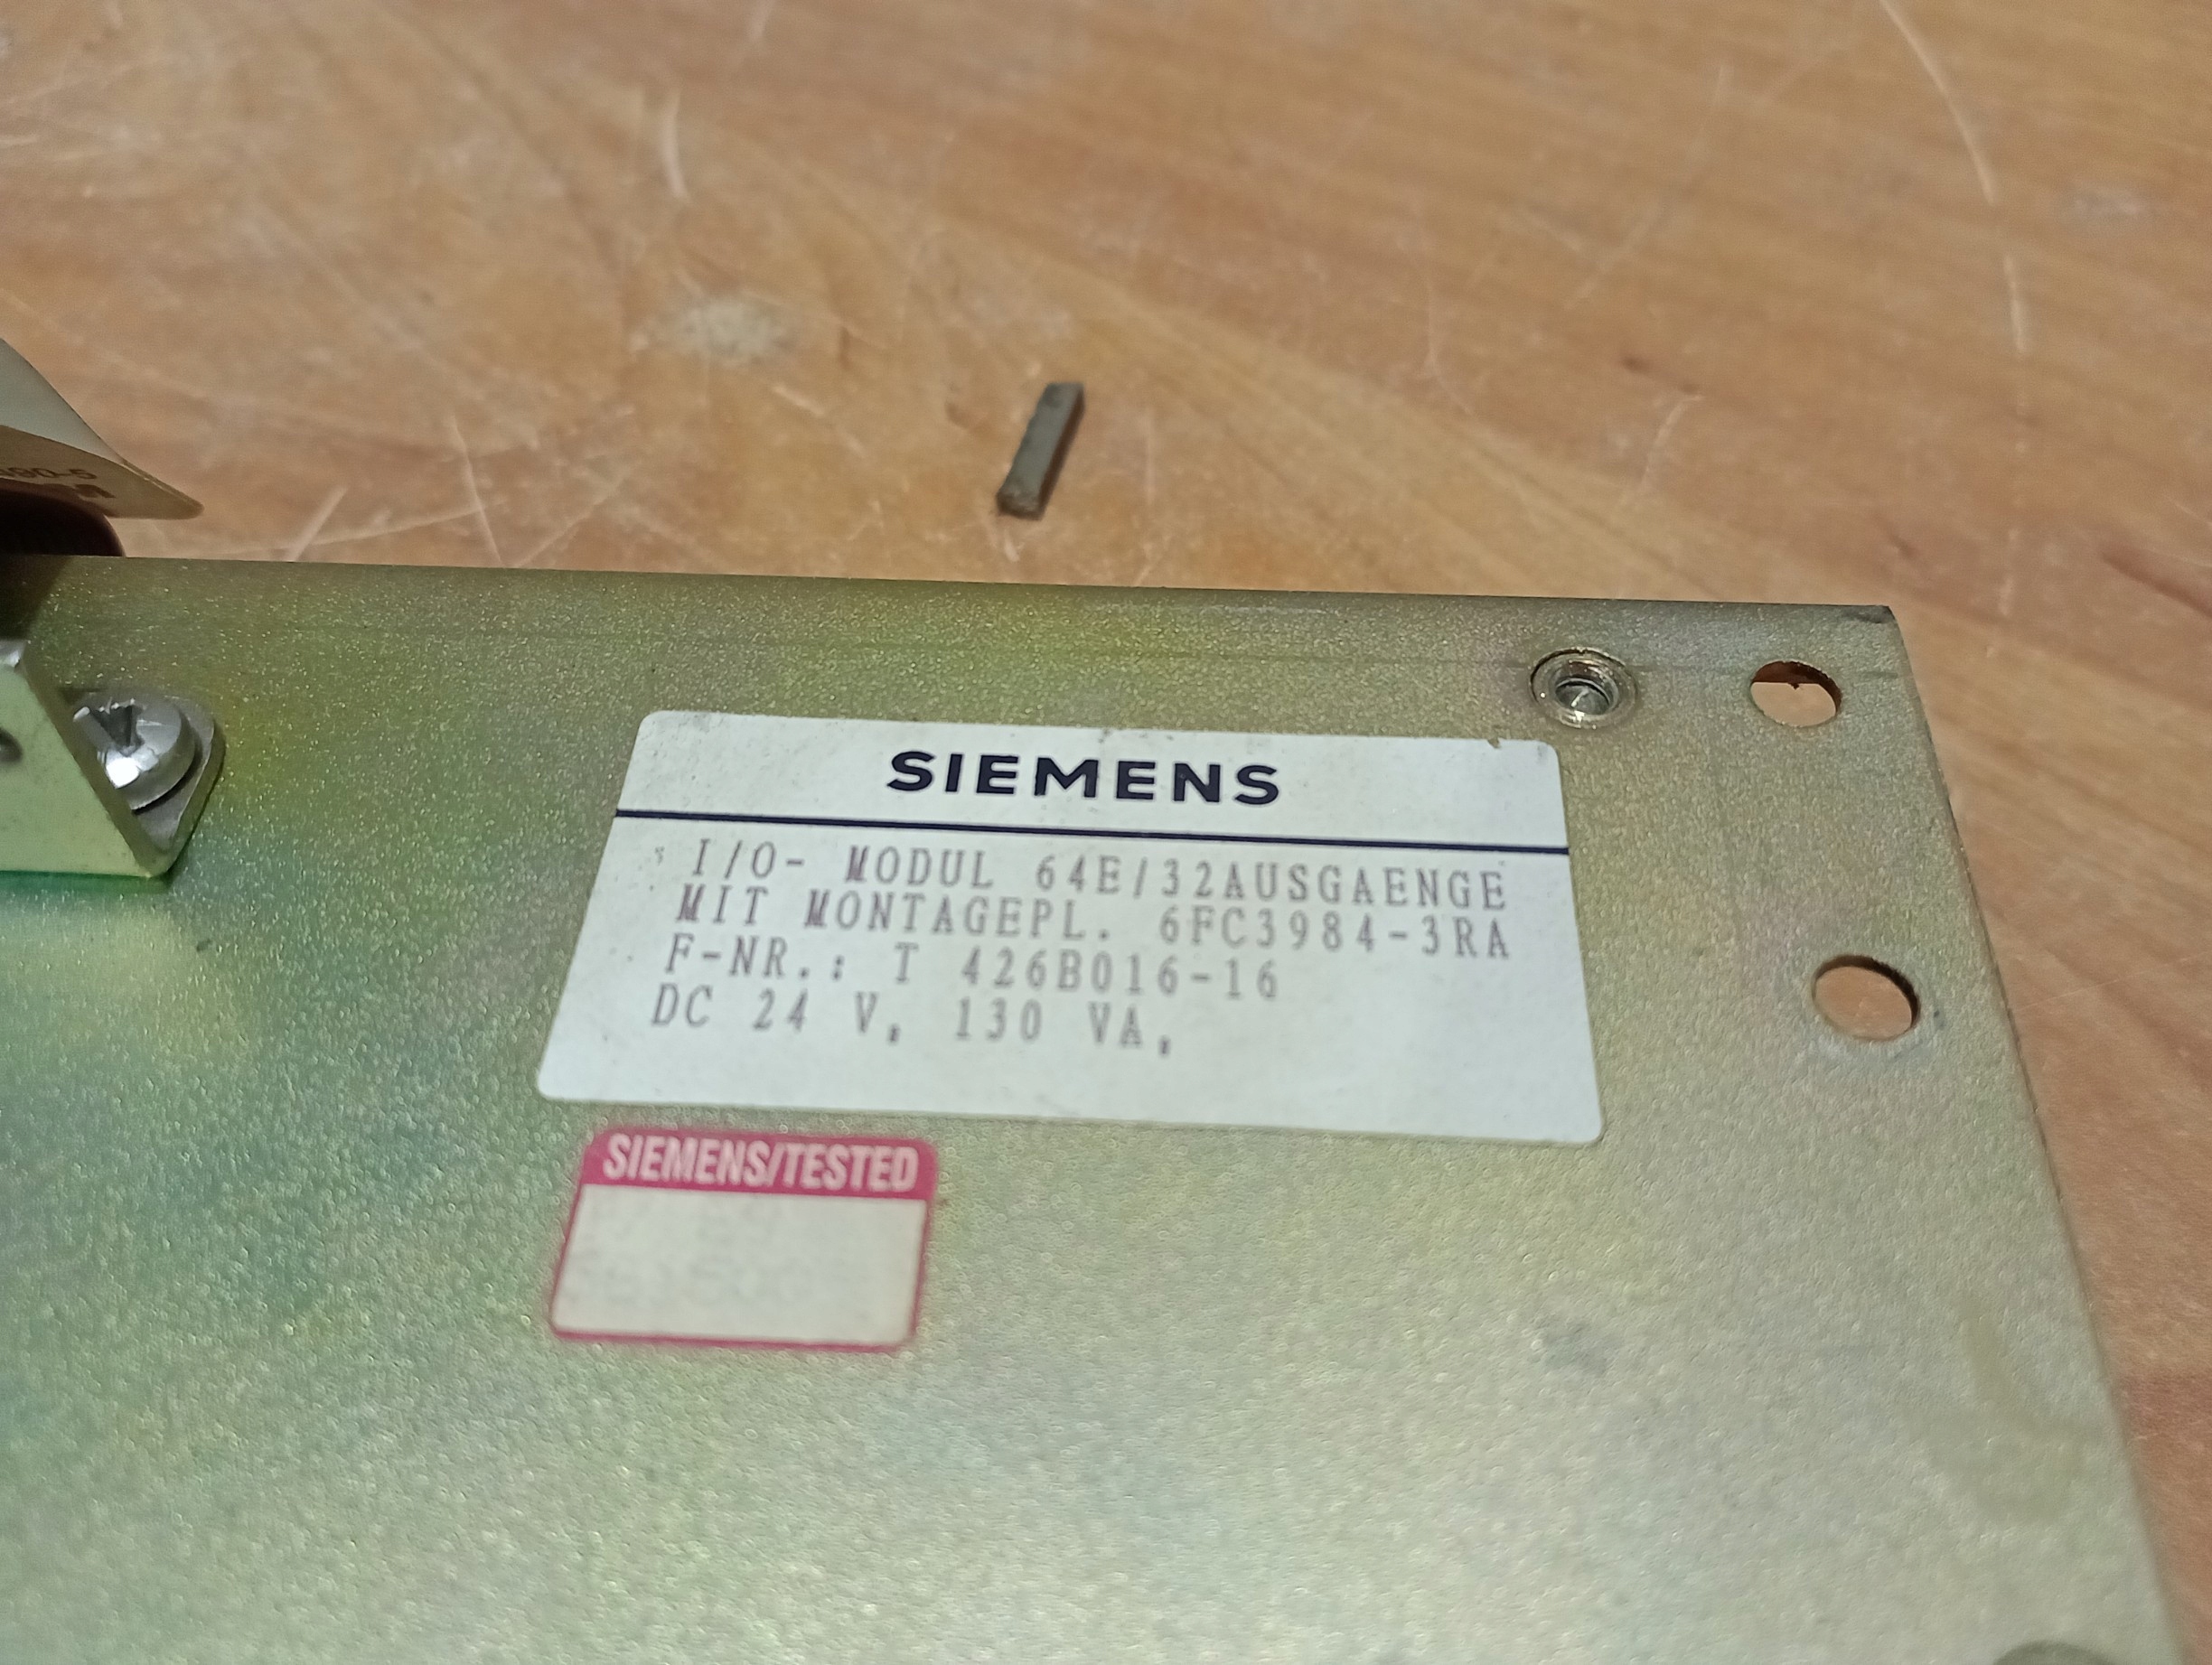 SIEMENS
I/O- MODUL 64E/32AUSGAENGE
MIT MONTAGEPL. 6FC3984-3RA
F-NR.: T 426B016-16
DC 24 V, 130 VA,
SIEMENS/TESTED